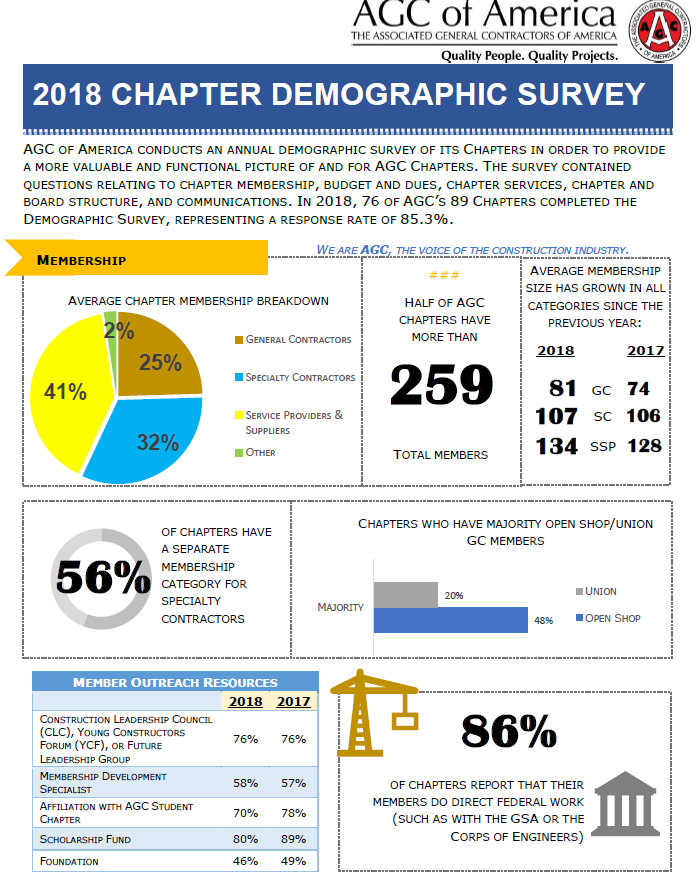 AGC of America
THE ASSOCIATED GENERAL CONTRACTORS OF AMERICA
Quality People. Quality Projects.
THE ASSOCIATED GENERAL CONTRACTORS
AGC
OF AMERICA
2018 CHAPTER DEMOGRAPHIC SURVEY
AGC OF AMERICA CONDUCTS AN ANNUAL DEMOGRAPHIC SURVEY OF ITS CHAPTERS IN ORDER TO PROVIDE
A MORE VALUABLE AND FUNCTIONAL PICTURE OF AND FOR AGC CHAPTERS. THE SURVEY CONTAINED
QUESTIONS RELATING TO CHAPTER MEMBERSHIP, BUDGET AND DUES, CHAPTER SERVICES, CHAPTER AND
BOARD STRUCTURE, AND COMMUNICATIONS. IN 2018, 76 OF AGC’S 89 CHAPTERS COMPLETED THE
DEMOGRAPHIC SURVEY, REPRESENTING A RESPONSE RATE OF 85.3%.
WE ARE AGC, THE VOICE OF THE CONSTRUCTION INDUSTRY.
MEMBERSHIP
AVERAGE CHAPTER MEMBERSHIP BREAKDOWN
2%
25%
41%
32%
GENERAL CONTRACTORS
SPECIALTY CONTRACTORS
SERVICE PROVIDERS &
SUPPLIERS
OTHER
###
HALF OF AGC
CHAPTERS HAVE
MORE THAN
259
TOTAL MEMBERS
AVERAGE MEMBERSHIP
SIZE HAS GROWN IN ALL
CATEGORIES SINCE THE
PREVIOUS YEAR:
2018 2017
81 GC 74
107 SC 106
134 SSP 128
56%
OF CHAPTERS HAVE
A SEPARATE
MEMBERSHIP
CATEGORY FOR
SPECIALTY
CONTRACTORS
CHAPTERS WHO HAVE MAJORITY OPEN SHOP/UNION
GC MEMBERS
MAJORITY
20%
48%
UNION
OPEN SHOP
MEMBER OUTREACH RESOURCES
2018 2017
CONSTRUCTION LEADERSHIP COUNCIL
(CLC), YOUNG CONSTRUCTORS
FORUM (YCF), OR FUTURE
LEADERSHIP GROUP
76% 76%
MEMBERSHIP DEVELOPMENT
SPECIALIST
58% 57%
AFFILIATION WITH AGC STUDENT
CHAPTER
70% 78%
SCHOLARSHIP FUND 80% 89%
FOUNDATION 46% 49%
86%
OF CHAPTERS REPORT THAT THEIR
MEMBERS DO DIRECT FEDERAL WORK
(SUCH AS WITH THE GSA OR THE
CORPS OF ENGINEERS)